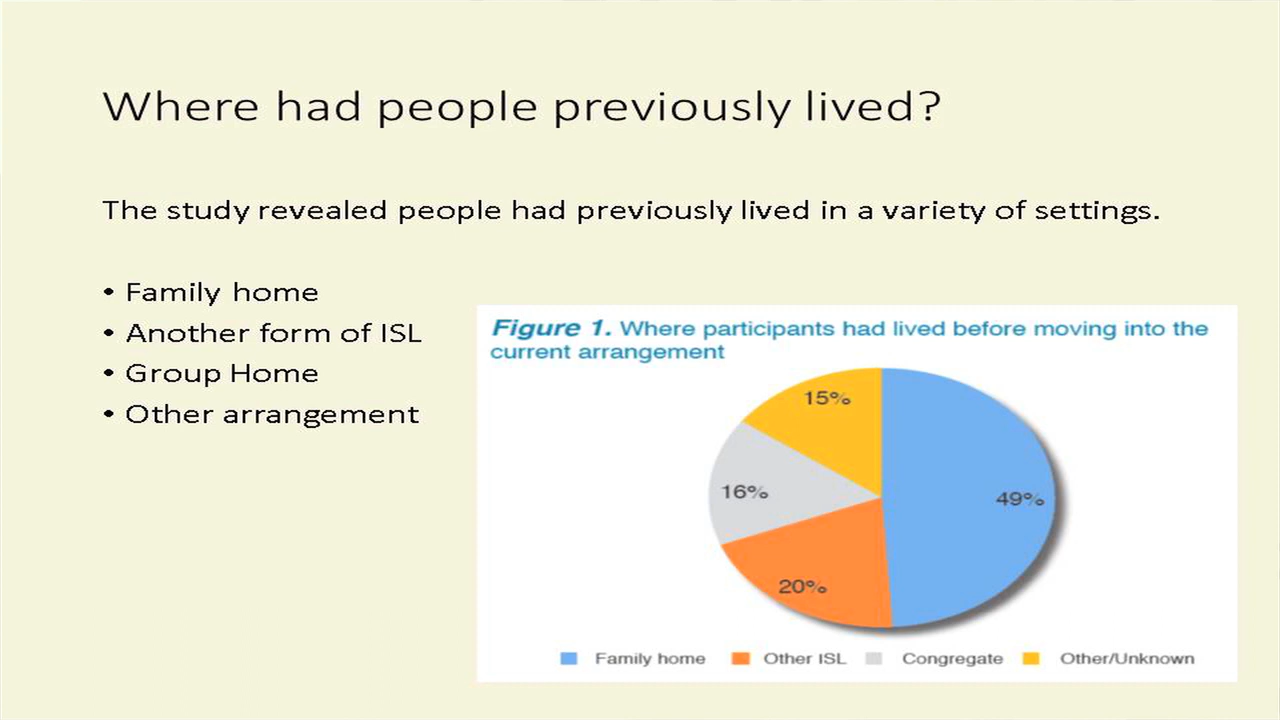 Where had people previously lived?
The study revealed people had previously lived in a variety of settings.
• Family home
• Another form of ISL
• Group Home
• Other arrangement
Figure 1. Where participants had lived before moving into the
current arrangement
15%
16%
49%
20%
Family home Other ISL Congregate Other/Unknown